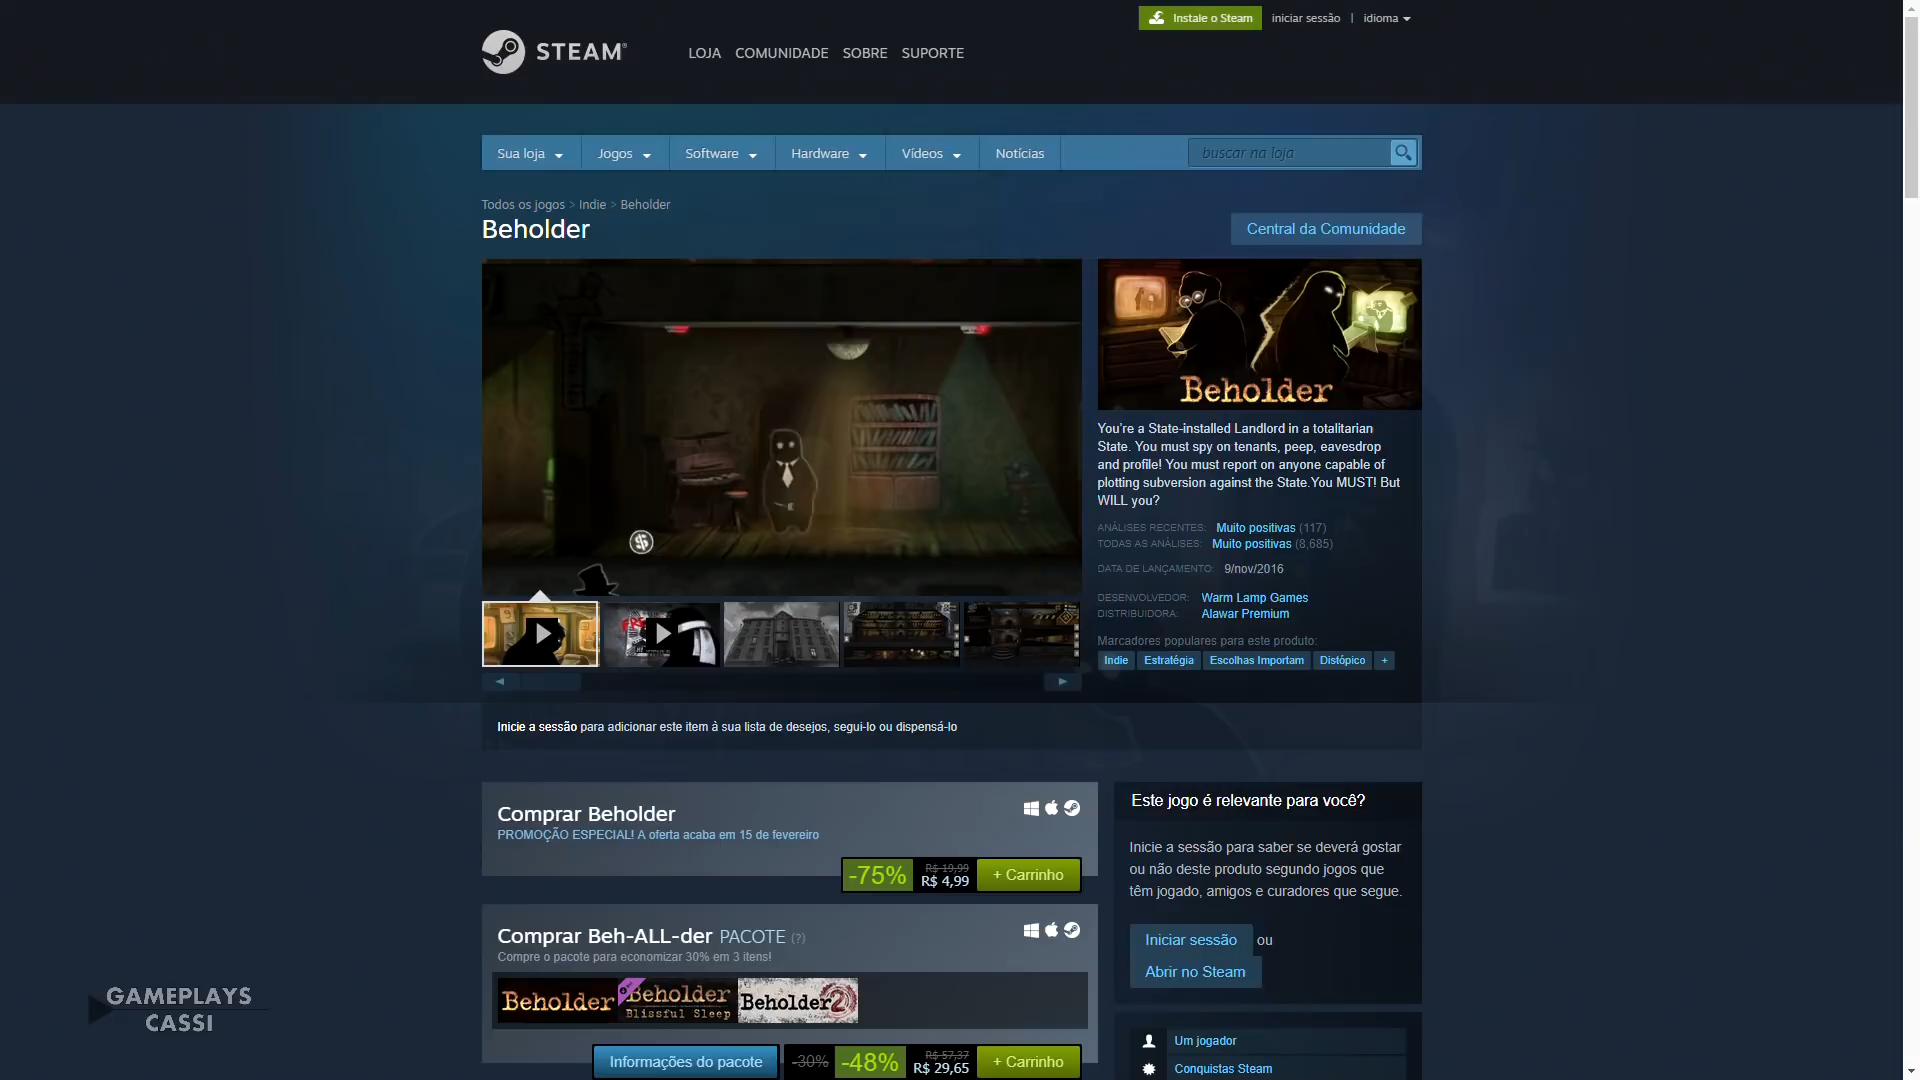 Instale o Steam
iniciar sessão | idioma
STEAM®
LOJA COMUNIDADE SOBRE SUPORTE
Sua loja Jogos Software Hardware Vídeos Notícias
buscar na loja
Todos os jogos > Indie > Beholder
Beholder
Central da Comunidade
Beholder
You're a State-installed Landlord in a totalitarian
State. You must spy on tenants, peep, eavesdrop
and profile! You must report on anyone capable of
plotting subversion against the State.You MUST! But
WILL you?
ANÁLISES RECENTES: Muito positivas (117)
TODAS AS ANÁLISES: Muito positivas (8,685)
DATA DE LANÇAMENTO: 9/nov/2016
DESENVOLVEDOR: Warm Lamp Games
DISTRIBUIDORA: Alawar Premium
Marcadores populares para este produto:
Indie Estratégia Escolhas Importam Distópico +
Inicie a sessão para adicionar este item à sua lista de desejos, segui-lo ou dispensá-lo
Comprar Beholder
PROMOÇÃO ESPECIAL! A oferta acaba em 15 de fevereiro
-75% R$ 19,99
R$ 4,99
+ Carrinho
Comprar Beh-ALL-der PACOTE (?)
Compre o pacote para economizar 30% em 3 itens!
Beholder
Beholder
Blissful Sleep
Beholder 2
Informações do pacote
-30% -48% R$ 57,37
R$ 29,65
+ Carrinho
Este jogo é relevante para você?
Inicie a sessão para saber se deverá gostar
ou não deste produto segundo jogos que
têm jogado, amigos e curadores que segue.
Iniciar sessão ou
Abrir no Steam
Um jogador
Conquistas Steam
GAMEPLAYS
CASSI